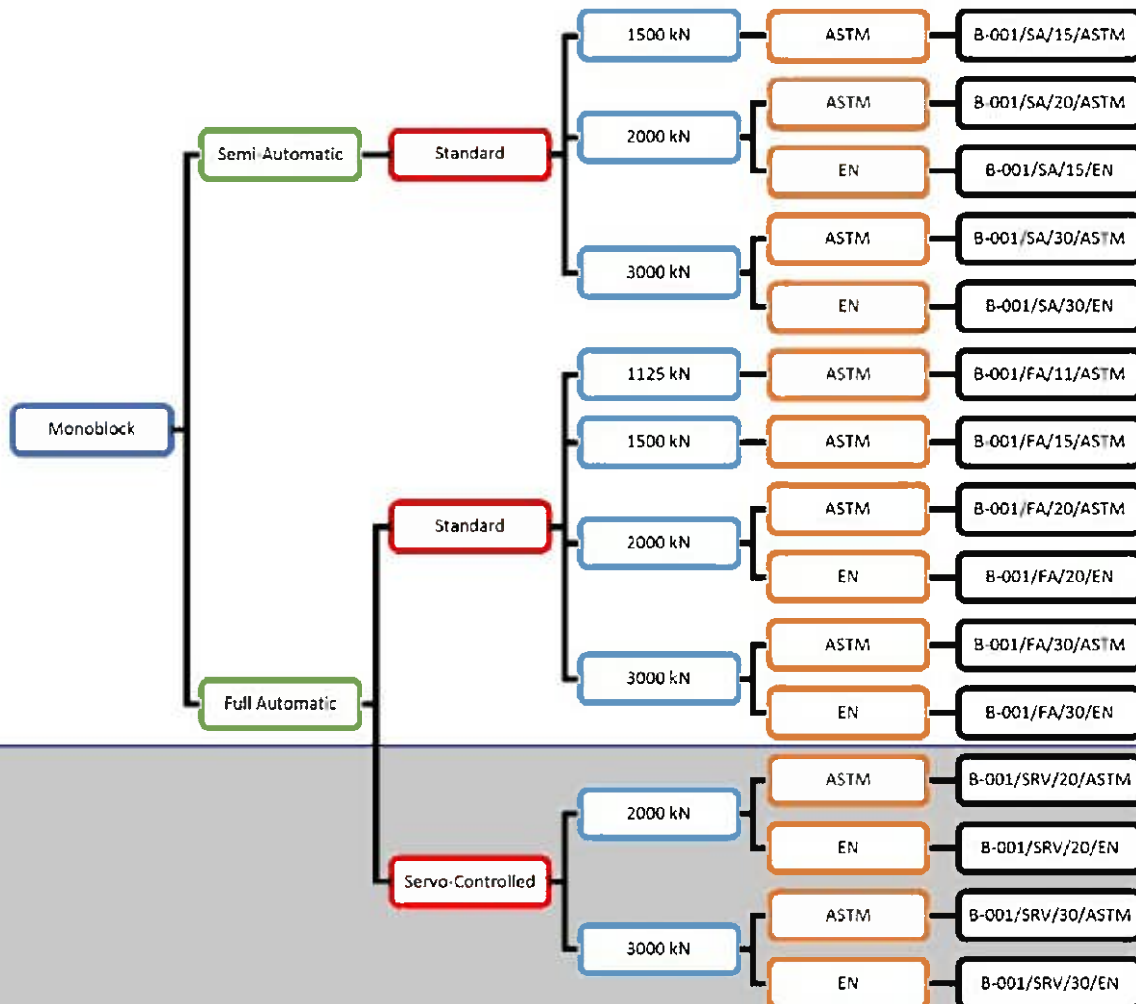 Monoblock
Semi-Automatic
Standard
1500 kN
ASTM
B-001/SA/15/ASTM
2000 kN
ASTM
B-001/SA/20/ASTM
EN
B-001/SA/15/EN
3000 kN
ASTM
B-001/SA/30/ASTM
EN
B-001/SA/30/EN
Full Automatic
Standard
1125 kN
ASTM
B-001/FA/11/ASTM
1500 kN
ASTM
B-001/FA/15/ASTM
2000 kN
ASTM
B-001/FA/20/ASTM
EN
B-001/FA/20/EN
3000 kN
ASTM
B-001/FA/30/ASTM
EN
B-001/FA/30/EN
Servo-Controlled
2000 kN
ASTM
B-001/SRV/20/ASTM
EN
B-001/SRV/20/EN
3000 kN
ASTM
B-001/SRV/30/ASTM
EN
B-001/SRV/30/EN